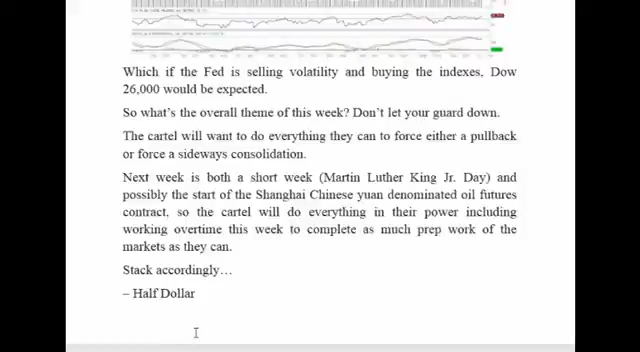 Which if the Fed is selling volatility and buying the indexes, Dow
26,000 would be expected.
So what's the overall theme of this week? Don't let your guard down.
The cartel will want to do everything they can to force either a pullback
or force a sideways consolidation.
Next week is both a short week (Martin Luther King Jr. Day) and
possibly the start of the Shanghai Chinese yuan denominated oil futures
contract, so the cartel will do everything in their power including
working overtime this week to complete as much prep work of the
markets as they can.
Stack accordingly…
– Half Dollar